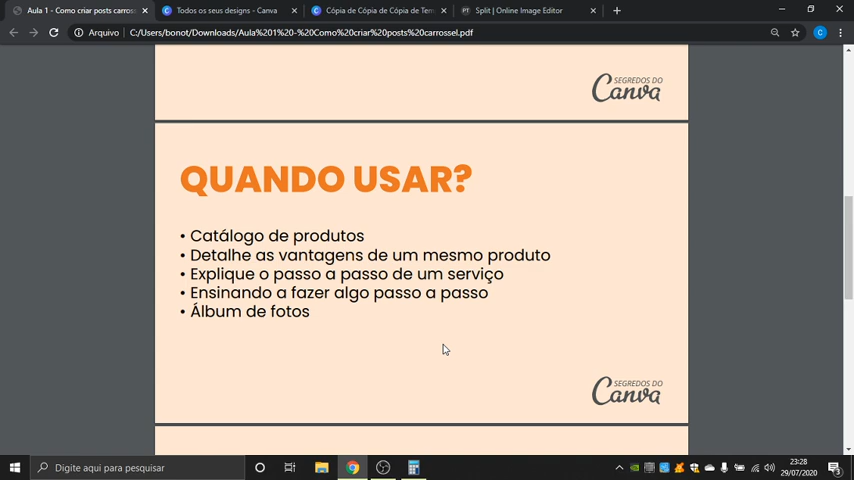 Aula 1 - Como criar posts carross
Todos os seus designs - Canva
Cópia de Cópia de Cópia de Tem
Split | Online Image Editor
Arquivo
C:/Users/bonot/Downloads/Aula%201%20-%20Como%20criar%20posts%20carrossel.pdf
C
SEGREDOS DO
Canva
QUANDO USAR?
• Catálogo de produtos
• Detalhe as vantagens de um mesmo produto
• Explique o passo a passo de um serviço
• Ensinando a fazer algo passo a passo
• Álbum de fotos
SEGREDOS DO
Canva
Digite aqui para pesquisar
23:28
29/07/2020
3